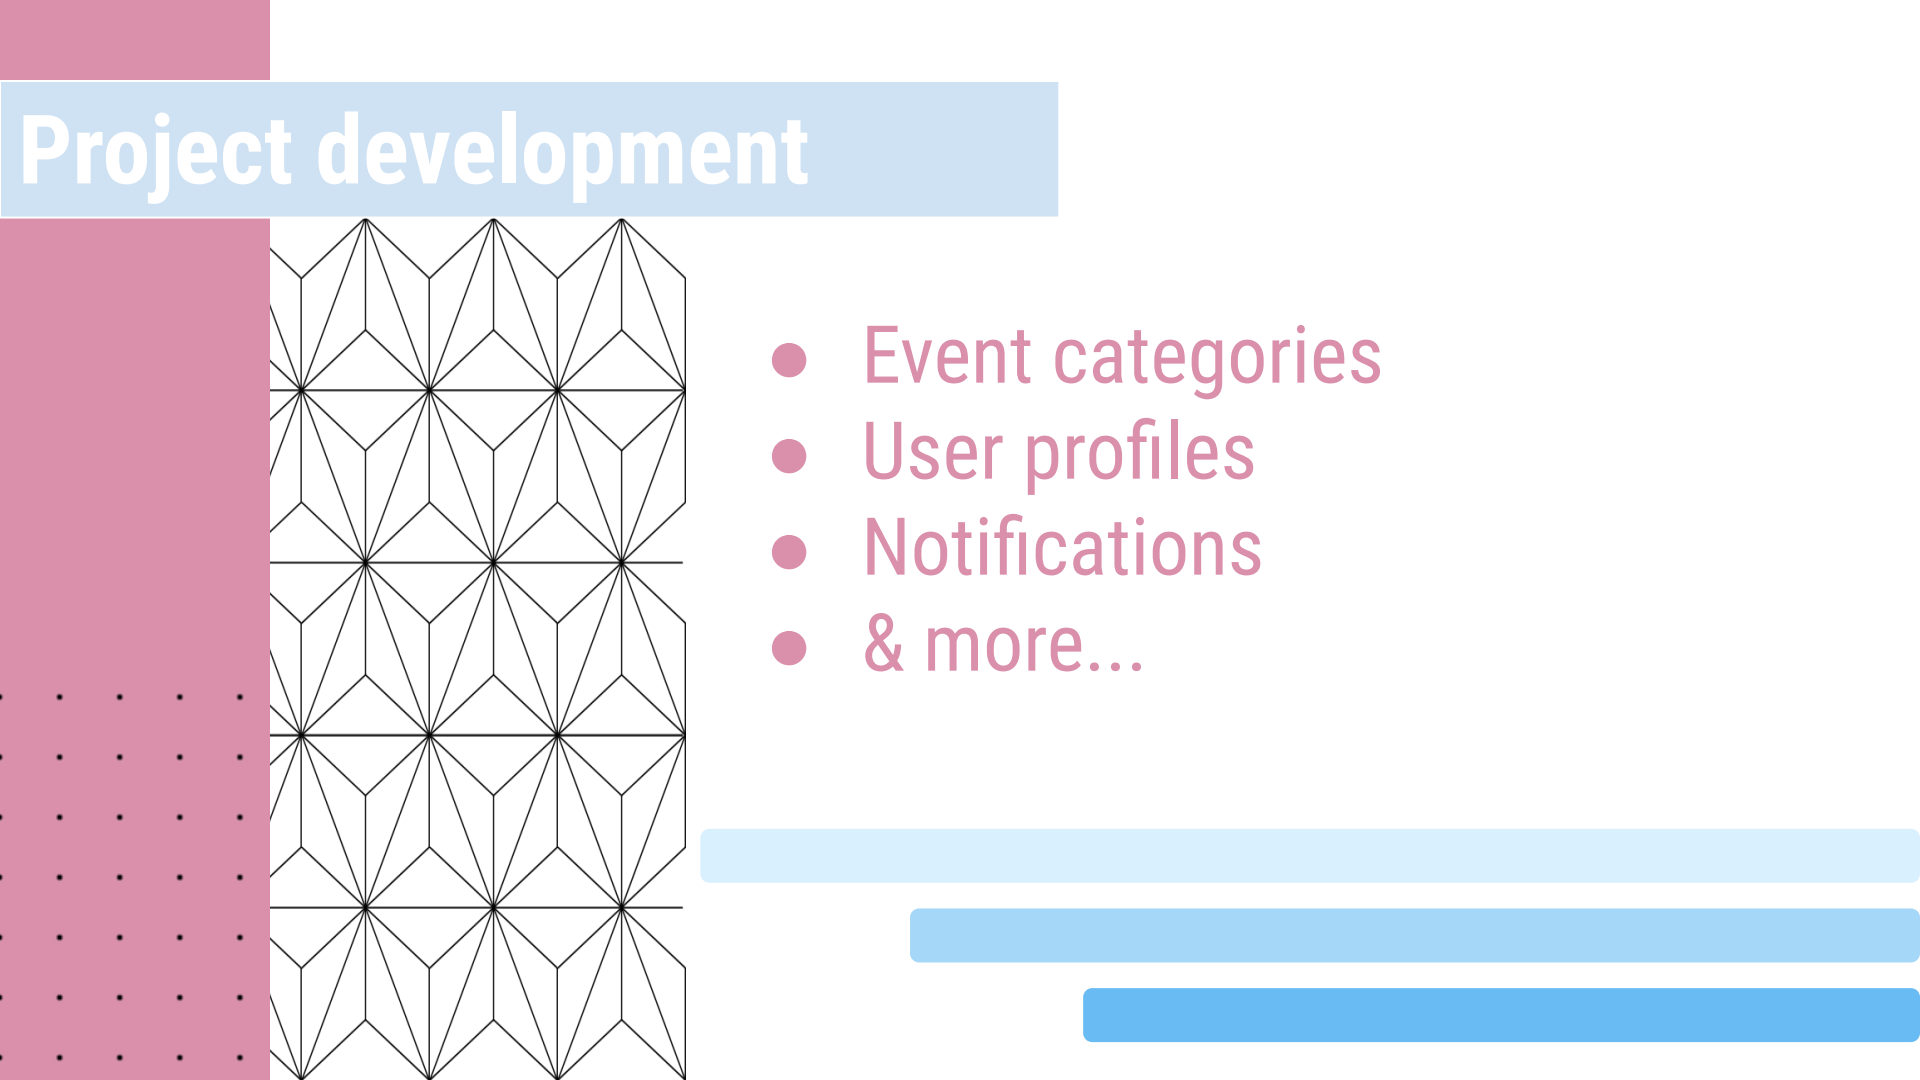 Project development
● Event categories
● User profiles
● Notifications
● & more...